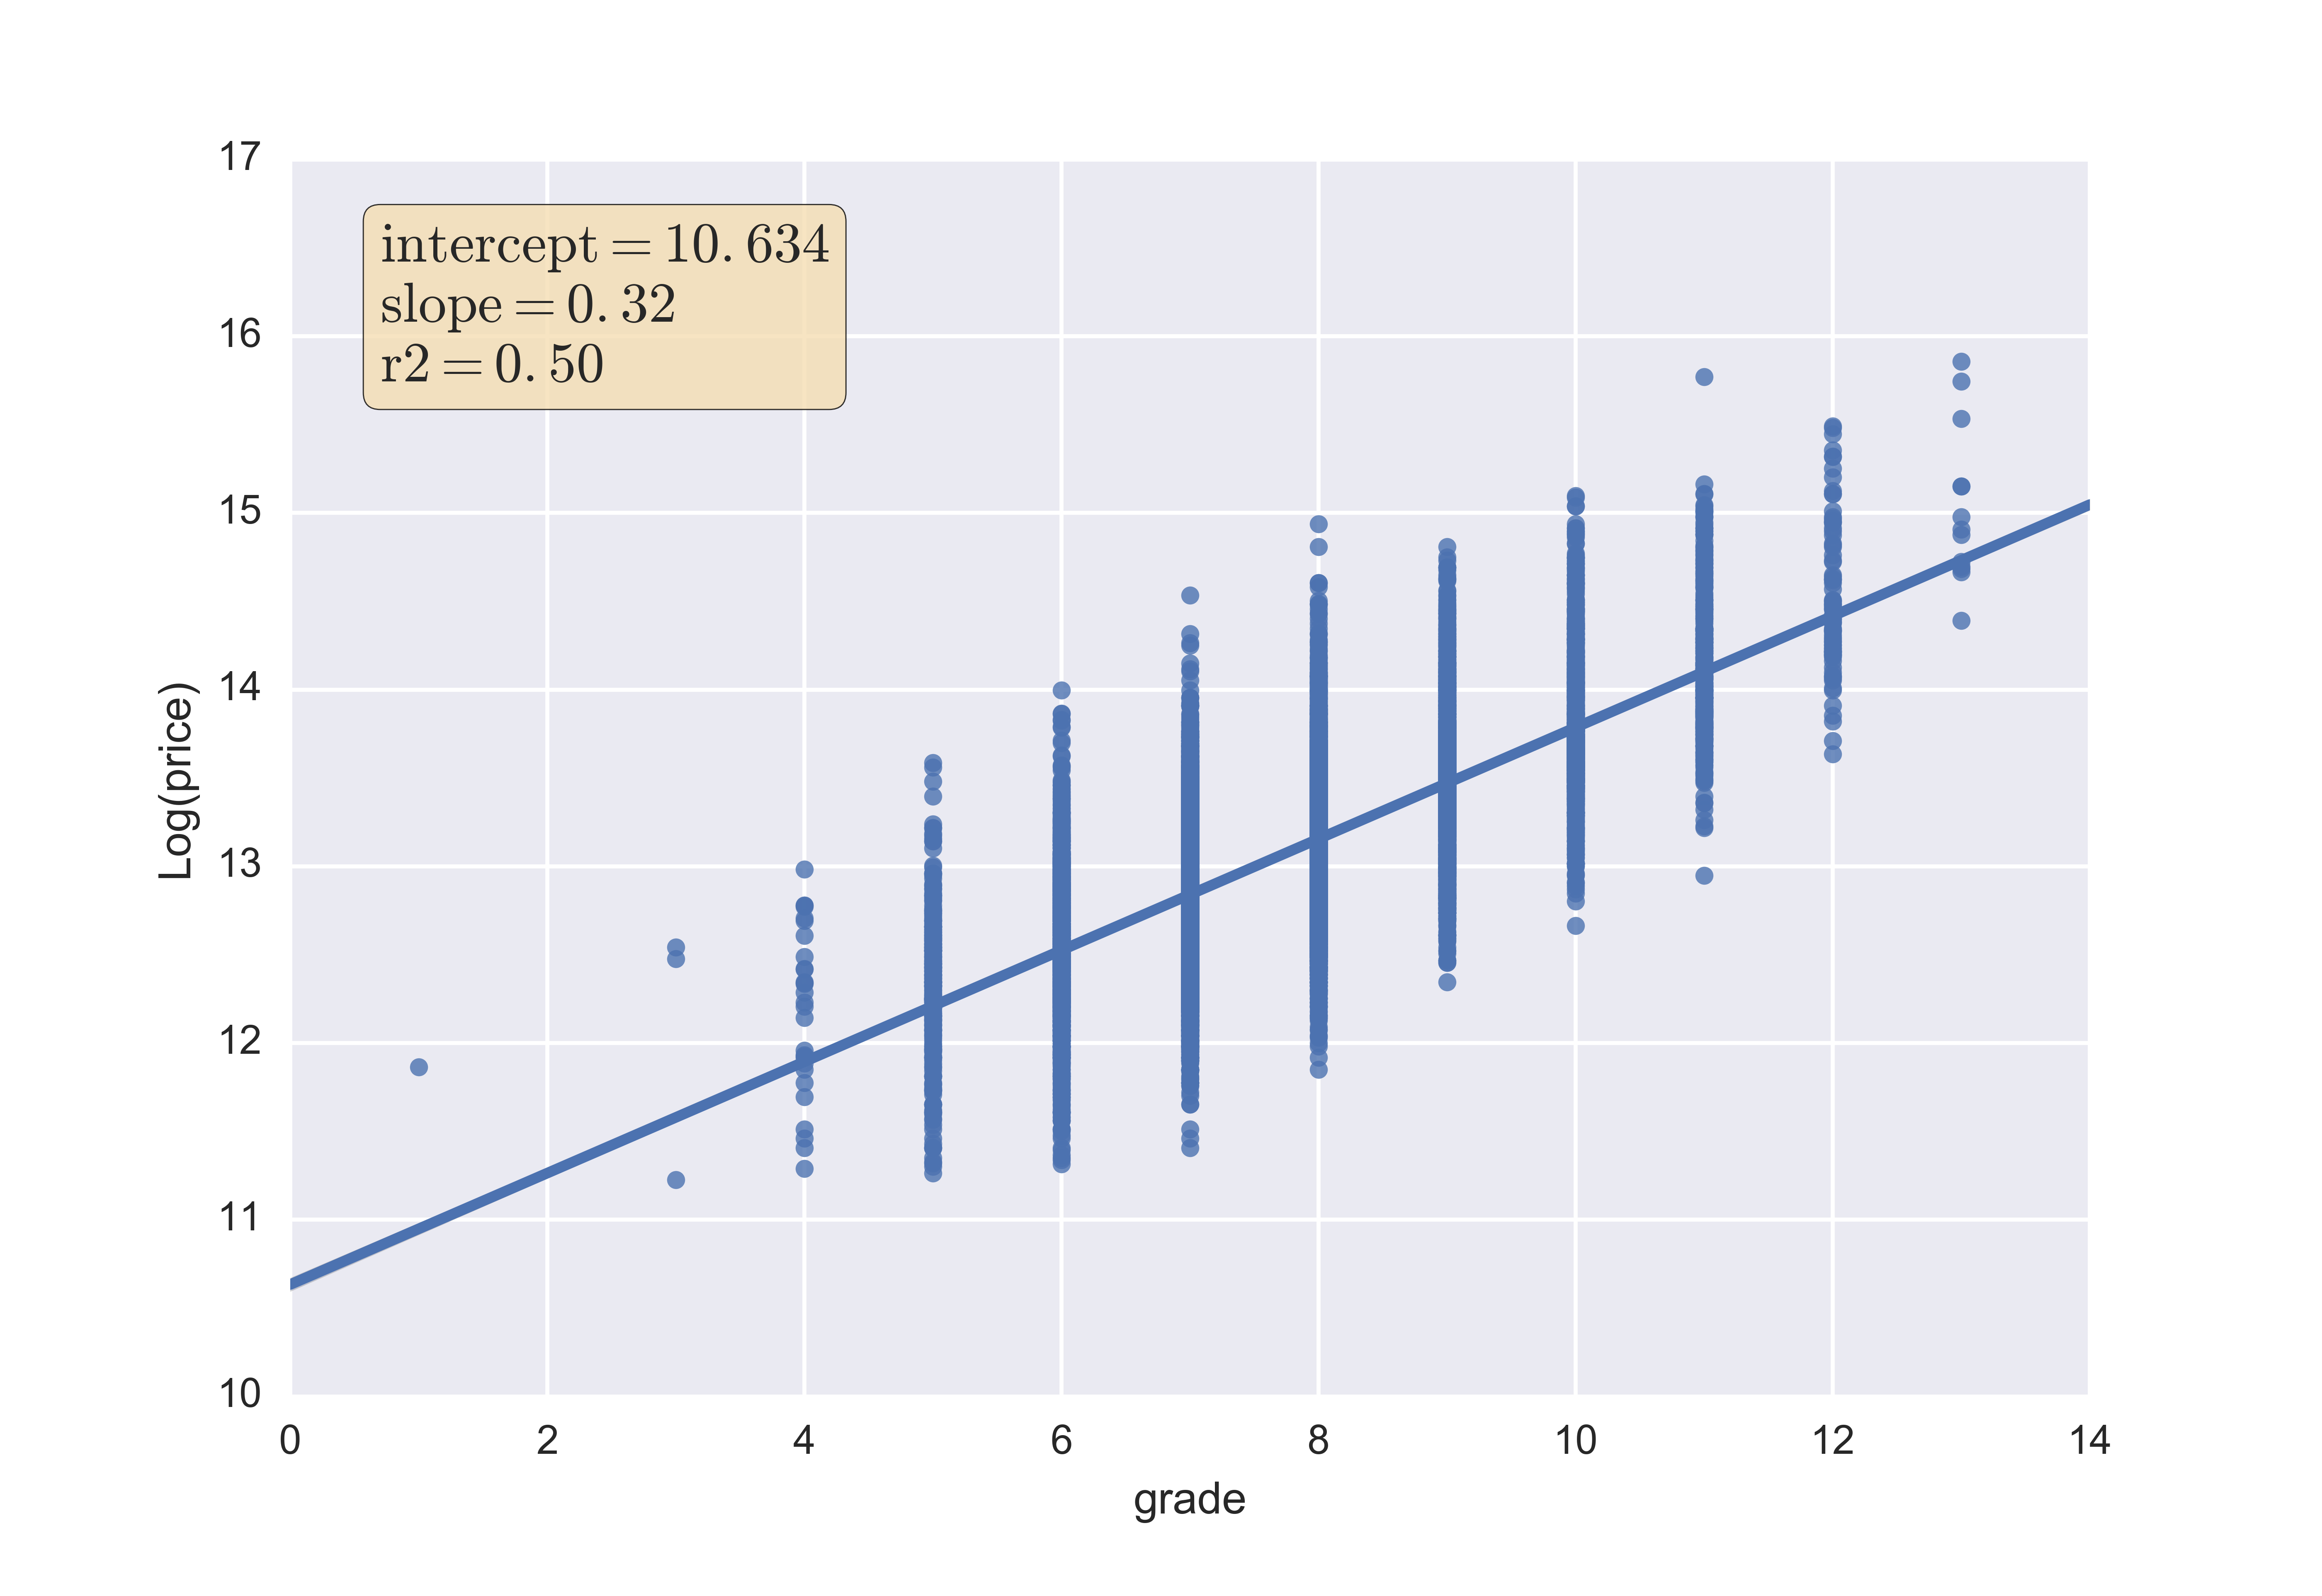 17
intercept = 10.634
slope = 0.32
r2 = 0.50
16
15
14
13
12
11
10
Log(price)
0 2 4 6 8 10 12 14
grade